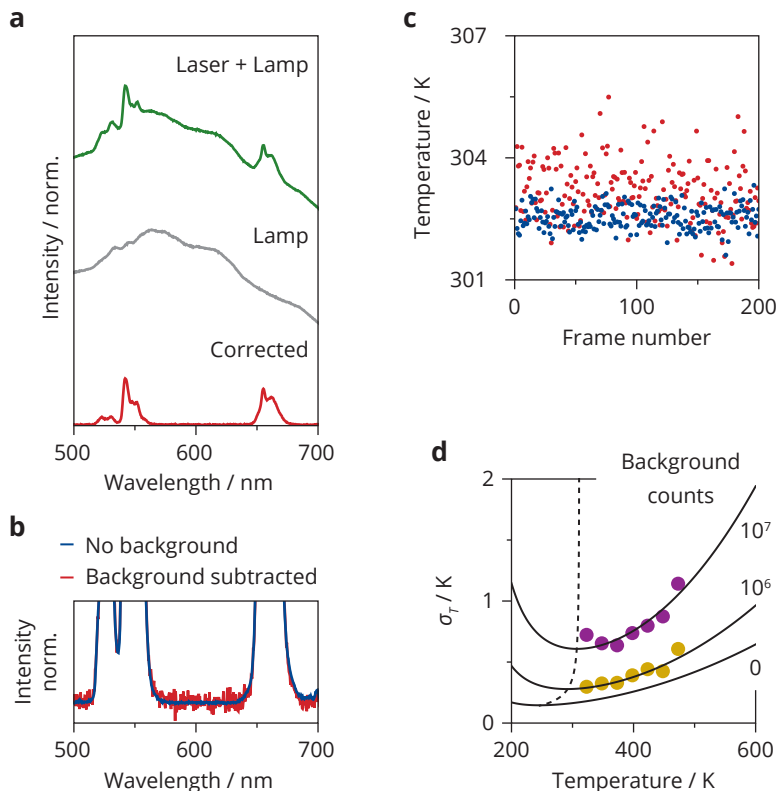 a
Laser + Lamp
Lamp
Corrected
Intensity / norm.
500 600 700
Wavelength / nm
b
No background
Background subtracted
Intensity
norm.
500 600 700
Wavelength / nm
c
307
304
301
Temperature / K
0 100 200
Frame number
d
Background
counts
2
1
0
σT / K
10⁷
10⁶
0
200 400 600
Temperature / K